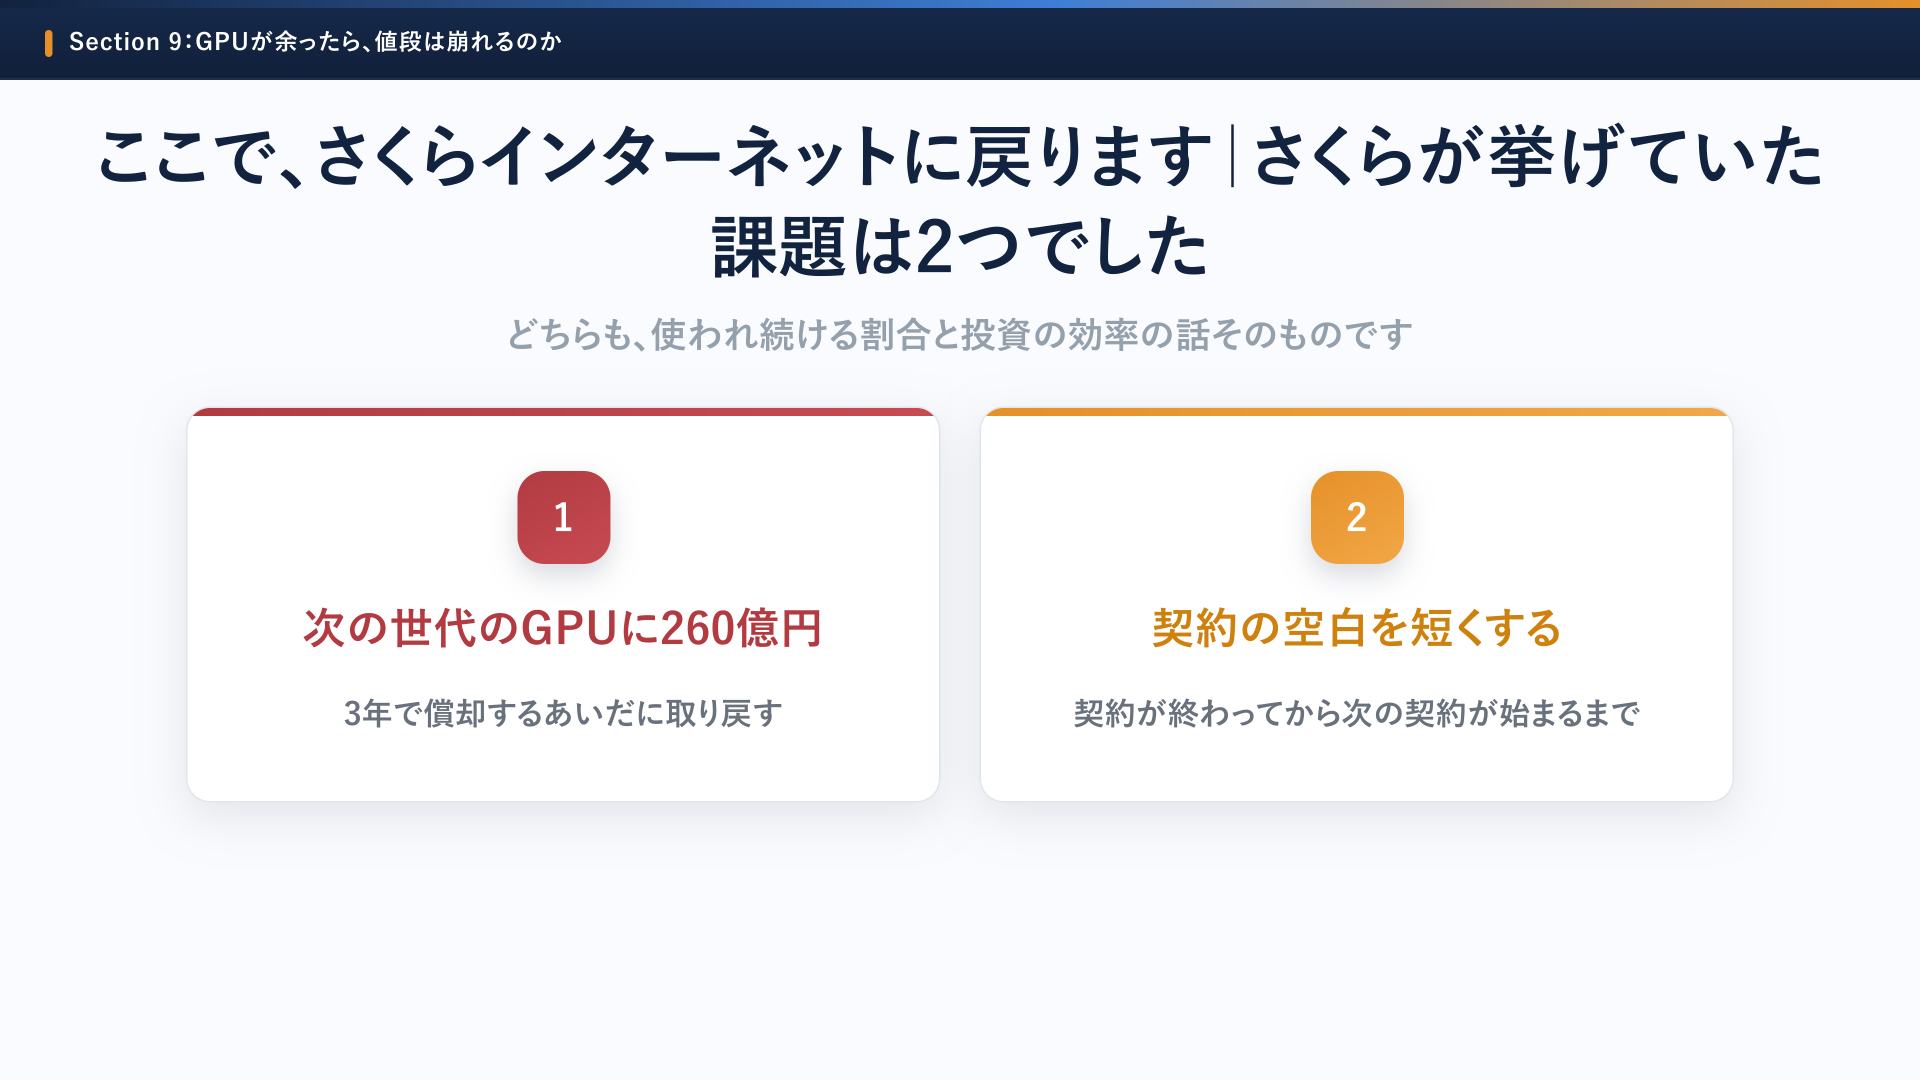 Section 9：GPUが余ったら、値段は崩れるのか
ここで、さくらインターネットに戻ります｜さくらが挙げていた
課題は2つでした
どちらも、使われ続ける割合と投資の効率の話そのものです
1
次の世代のGPUに260億円
3年で償却するあいだに取り戻す
2
契約の空白を短くする
契約が終わってから次の契約が始まるまで